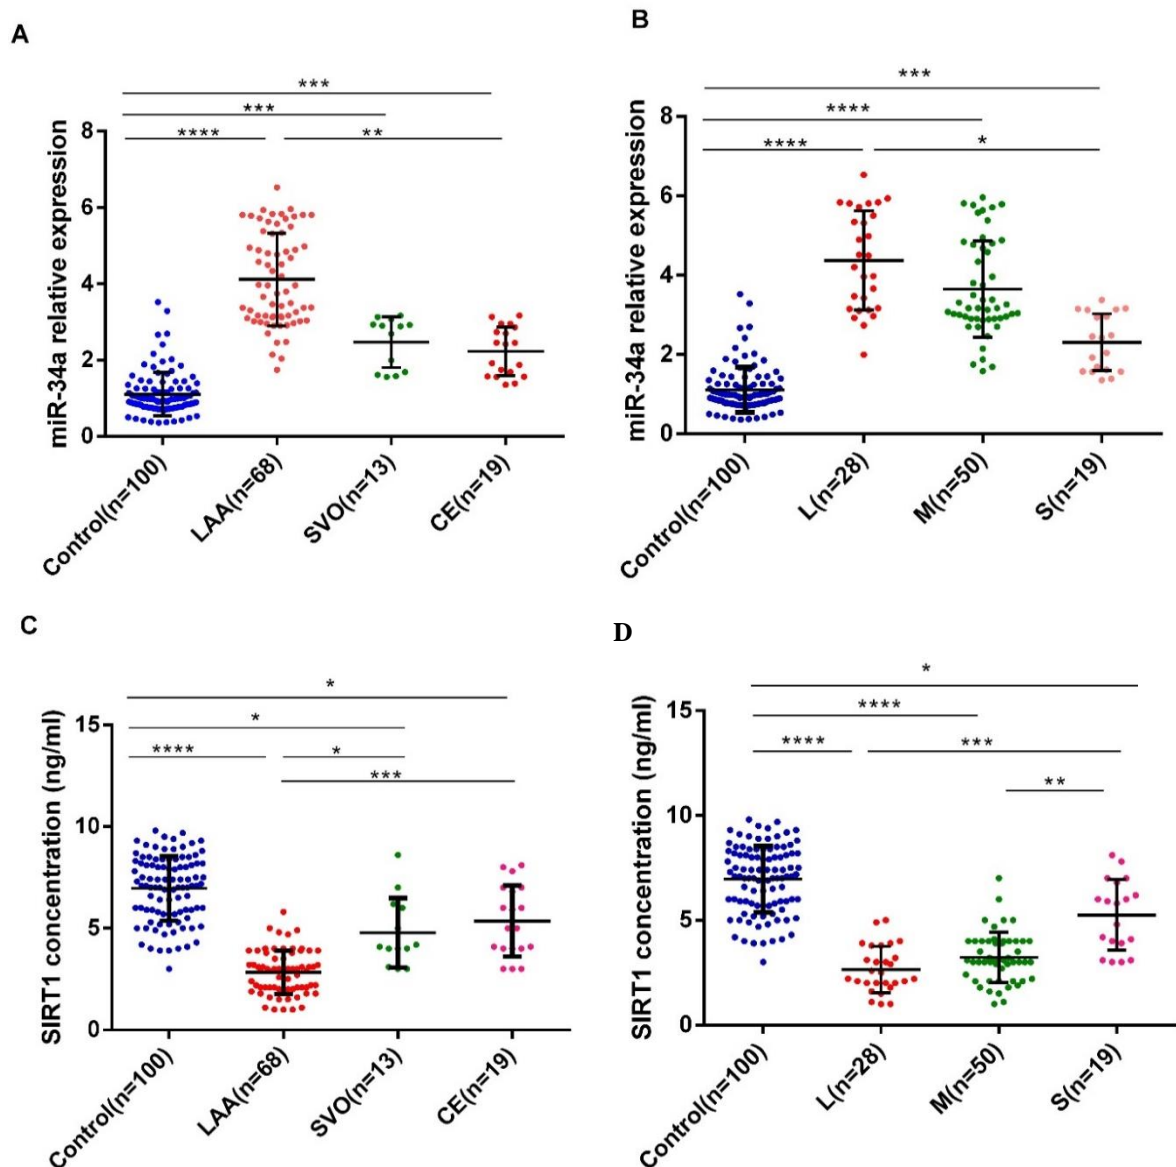 A
***
***
****
**
miR-34a relative expression
8
6
4
2
0
Control(n=100)
LAA(n=68)
SVO(n=13)
CE(n=19)
B
***
****
****
*
miR-34a relative expression
8
6
4
2
0
Control(n=100)
L(n=28)
M(n=50)
S(n=19)
C
*
*
****
*
***
SIRT1 concentration (ng/ml)
15
10
5
0
Control(n=100)
LAA(n=68)
SVO(n=13)
CE(n=19)
D
*
****
****
***
**
SIRT1 concentration (ng/ml)
15
10
5
0
Control(n=100)
L(n=28)
M(n=50)
S(n=19)